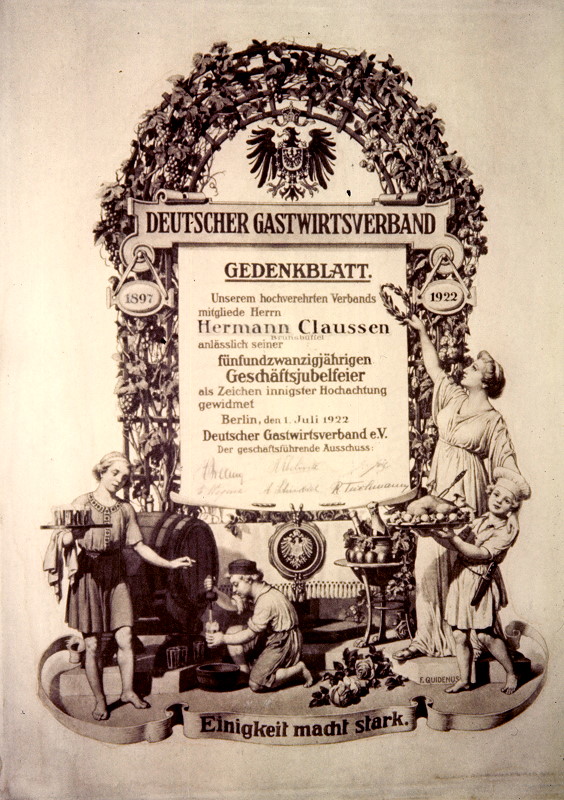 DEUTSCHER GASTWIRTSVERBAND
GEDENKBLATT.
1897
1922
Unserem hochverehrten Verbands
mitgliede Herrn
Hermann Claussen
Brunsbüttel
anlässlich seiner
fünfundzwanzigjährigen
Geschäftsjubelfeier
als Zeichen innigster Hochachtung
gewidmet
Berlin, den 1. Juli 1922
Deutscher Gastwirtsverband e.V.
Der geschäftsführende Ausschuss:
F. QUIDENUS
Einigkeit macht stark.